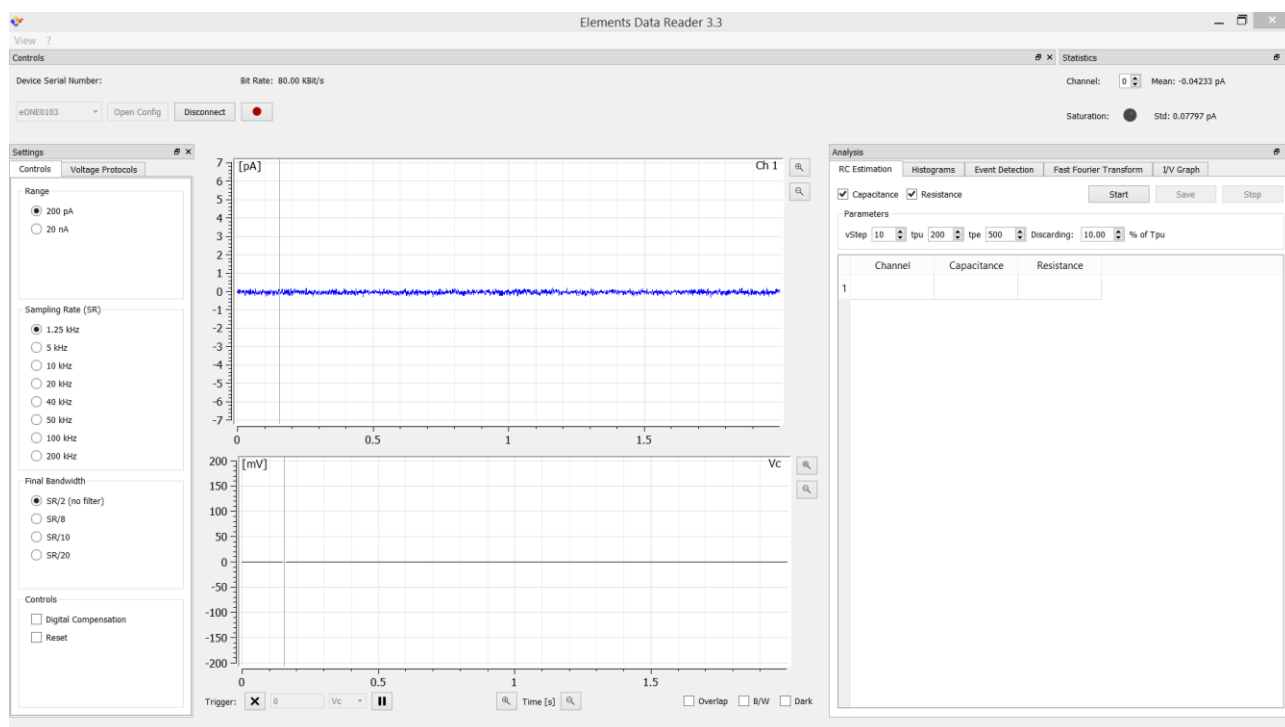 Elements Data Reader 3.3
View ?
Controls
Device Serial Number:
Bit Rate: 80.00 KBit/s
eONE0103
Open Config
Disconnect
Statistics
Channel: 0 Mean: -0.04233 pA
Saturation: Std: 0.07797 pA
Settings
Controls Voltage Protocols
Range
200 pA
20 nA
Sampling Rate (SR)
1.25 kHz
5 kHz
10 kHz
20 kHz
40 kHz
50 kHz
100 kHz
200 kHz
Final Bandwidth
SR/2 (no filter)
SR/8
SR/10
SR/20
Controls
Digital Compensation
Reset
[pA] Ch 1
7
6
5
4
3
2
1
0
-1
-2
-3
-4
-5
-6
-7
0 0.5 1 1.5
[mV] Vc
200
150
100
50
0
-50
-100
-150
-200
0 0.5 1 1.5
Trigger: 0 Vc Time [s] Overlap B/W Dark
Analysis
RC Estimation Histograms Event Detection Fast Fourier Transform I/V Graph
Capacitance Resistance Start Save Stop
Parameters
vStep 10 tpu 200 tpe 500 Discarding: 10.00 % of Tpu
Channel Capacitance Resistance
1